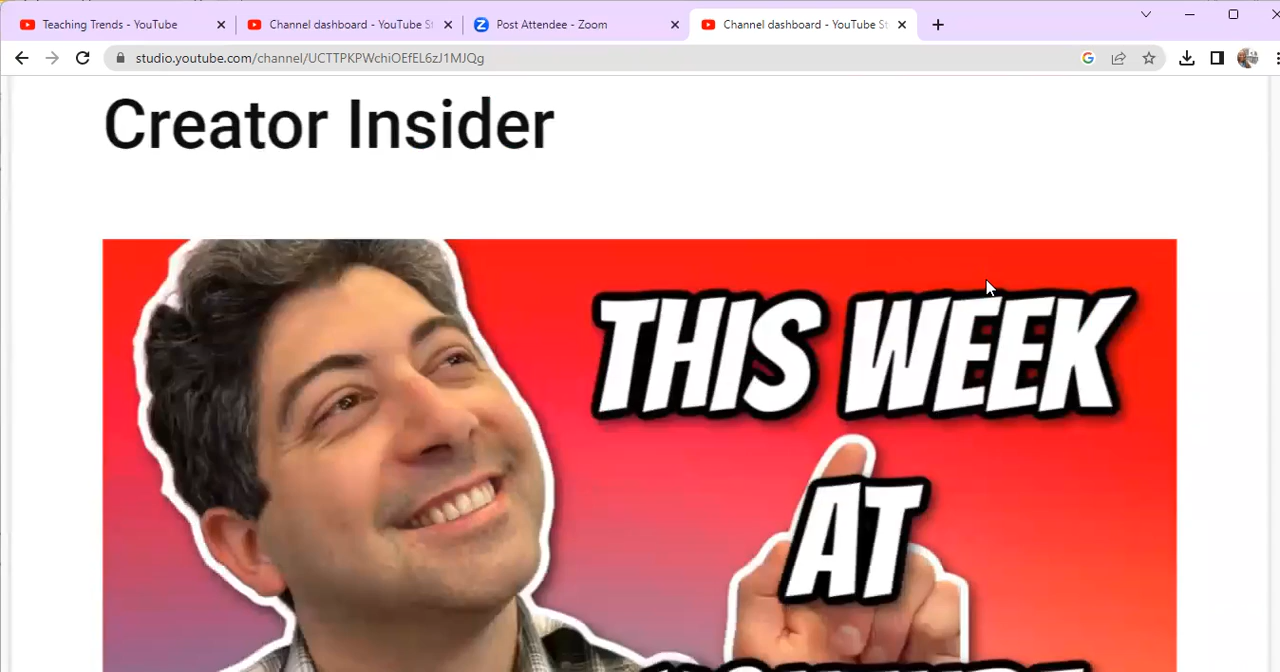 Teaching Trends - YouTube
Channel dashboard - YouTube St
Post Attendee - Zoom
Channel dashboard - YouTube St
studio.youtube.com/channel/UCTTPKPWchiOEfEL6zJ1MJQg
Creator Insider
THIS WEEK
AT